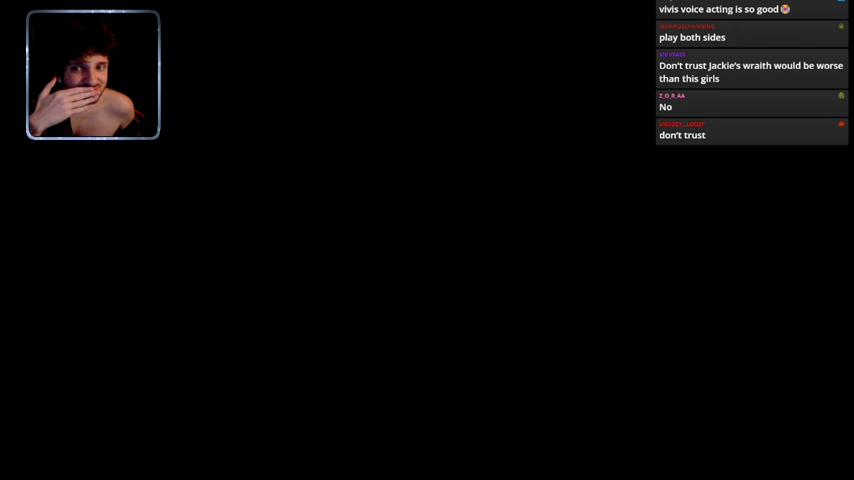 vivis voice acting is so good
play both sides
Don't trust Jackie's wraith would be worse
than this girls
Z_O_R_AA
No
don't trust